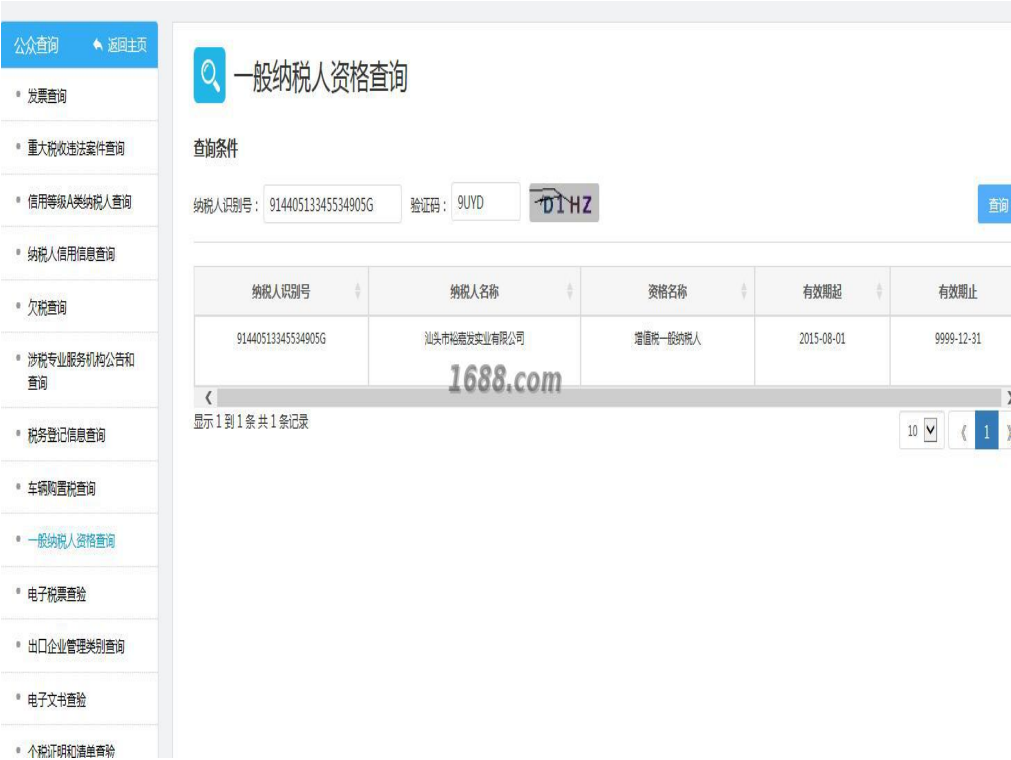 公众查询 返回主页
发票查询
重大税收违法案件查询
信用等级A类纳税人查询
纳税人信用信息查询
欠税查询
涉税专业服务机构公告和
查询
税务登记信息查询
车辆购置税查询
一般纳税人资格查询
电子税票查验
出口企业管理类别查询
电子文书查验
个税证明和清单查验
一般纳税人资格查询
查询条件
纳税人识别号： 91440513345534905G 验证码： 9UYD D1HZ 查询
纳税人识别号 纳税人名称 资格名称 有效期起 有效期止
91440513345534905G 汕头市裕嘉发实业有限公司 增值税一般纳税人 2015-08-01 9999-12-31
1688.com
显示 1 到 1 条 共 1 条记录
10 《 1 》